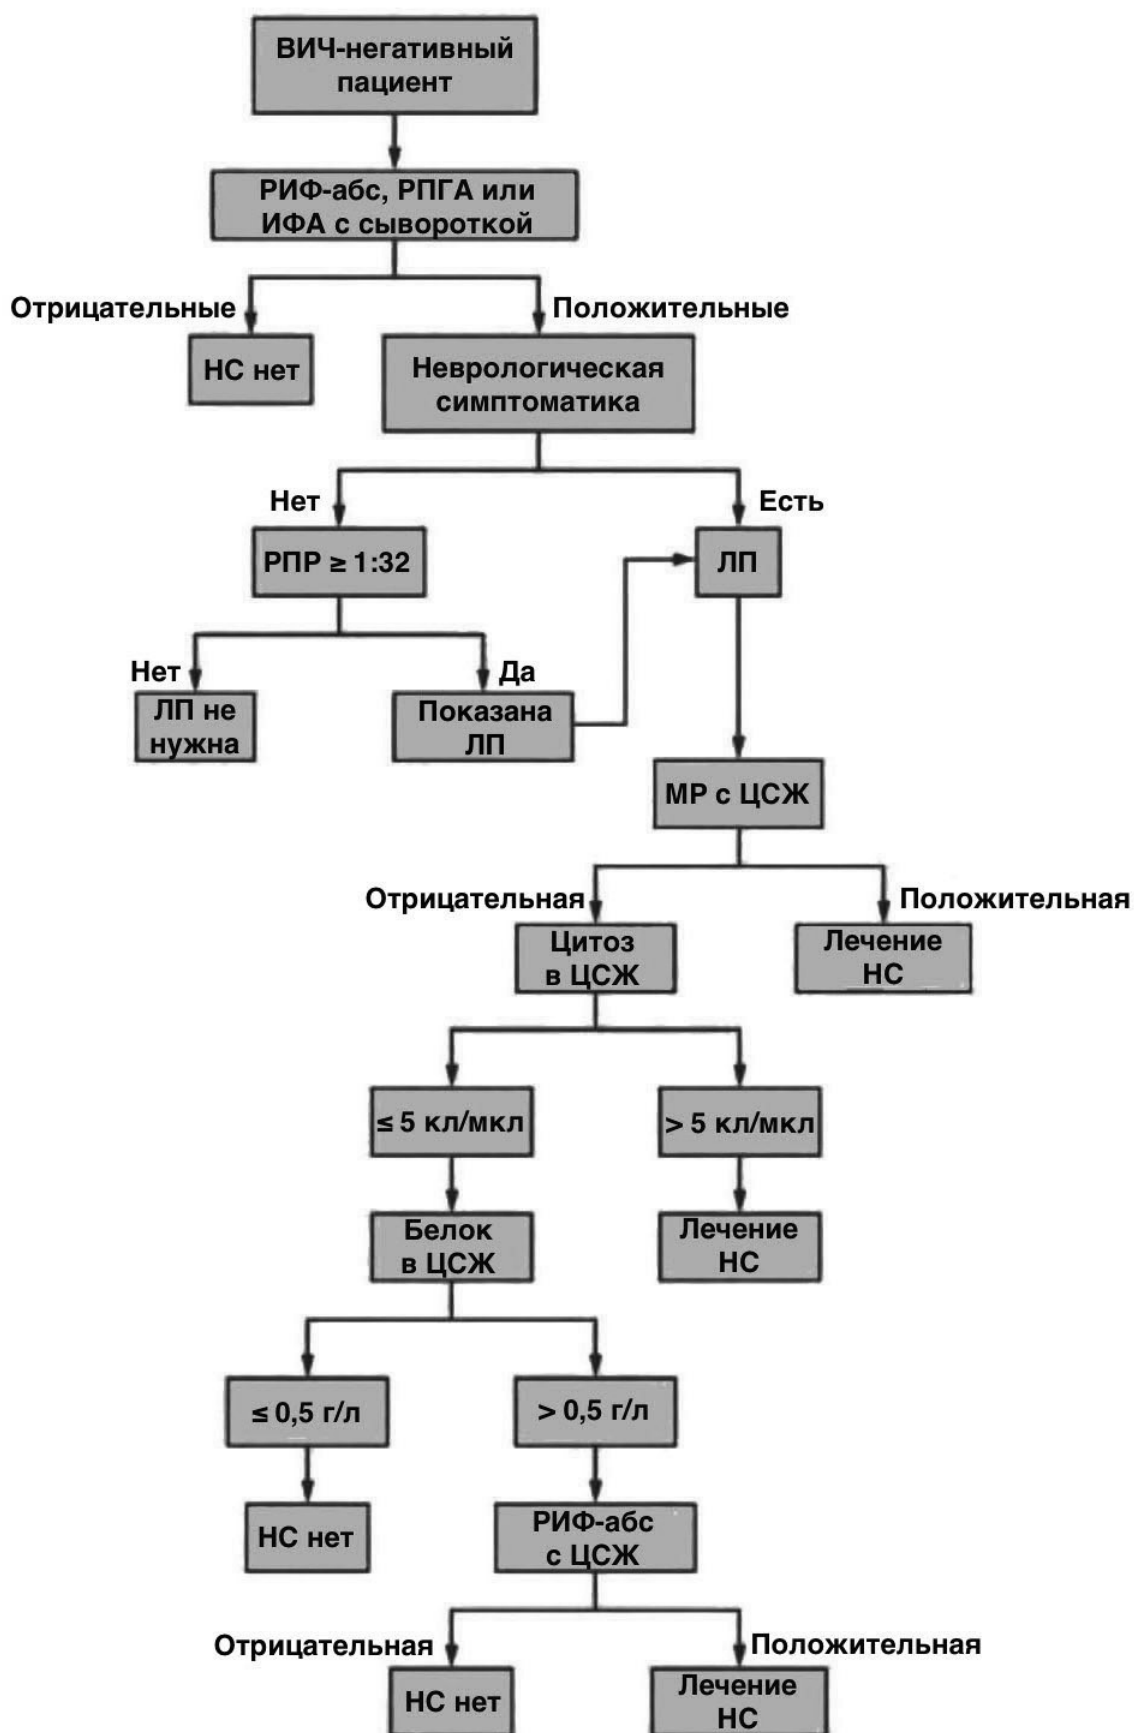 ВИЧ-негативный
пациент
РИФ-абс, РПГА или
ИФА с сывороткой
Отрицательные
Положительные
НС нет
Неврологическая
симптоматика
Нет
Есть
РПР ≥ 1:32
ЛП
Нет
Да
ЛП не
нужна
Показана
ЛП
МР с ЦСЖ
Отрицательная
Положительная
Цитоз
в ЦСЖ
Лечение
НС
≤ 5 кл/мкл
> 5 кл/мкл
Белок
в ЦСЖ
Лечение
НС
≤ 0,5 г/л
> 0,5 г/л
НС нет
РИФ-абс
с ЦСЖ
Отрицательная
Положительная
НС нет
Лечение
НС